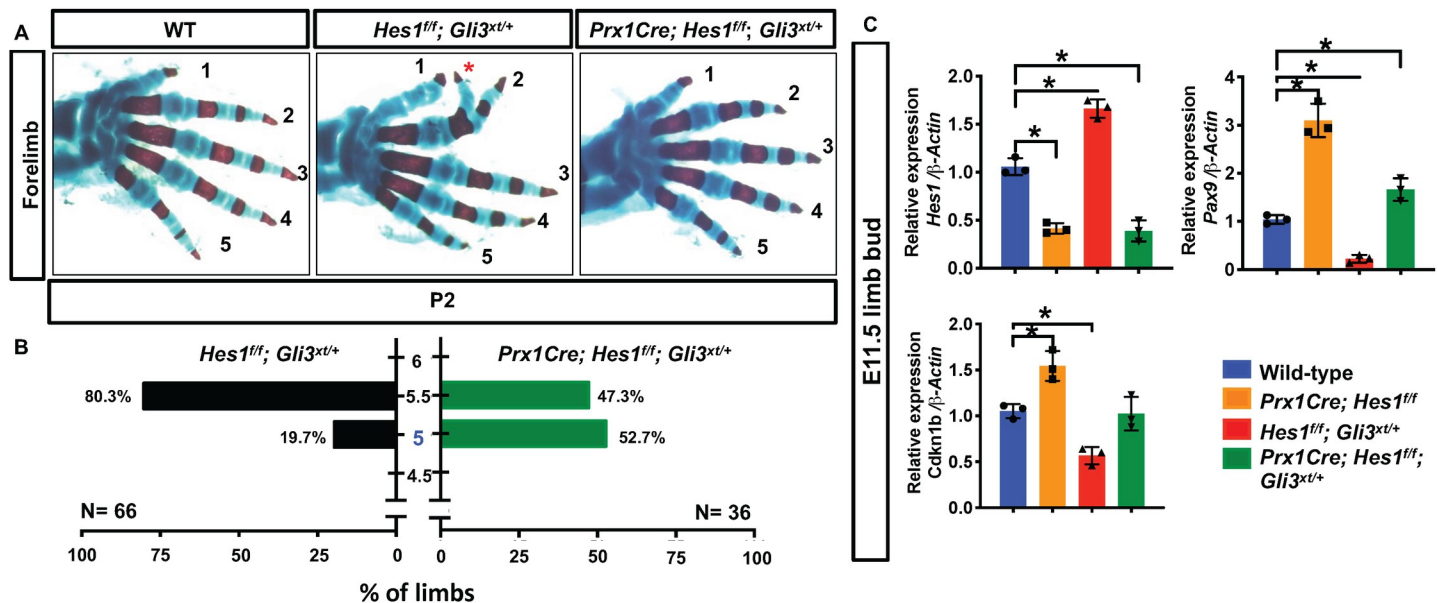 A
WT
Hes1f/f; Gli3xt/+
Prx1Cre; Hes1f/f; Gli3xt/+
Forelimb
1
2
3
4
5
1
*
2
3
4
5
1
2
3
4
5
P2
B
Hes1f/f; Gli3xt/+
Prx1Cre; Hes1f/f; Gli3xt/+
6
80.3%
5.5
47.3%
19.7%
5
52.7%
4.5
N= 66
N= 36
100
75
50
25
0
0
25
50
75
100
% of limbs
C
E11.5 limb bud
Relative expression
Hes1/β-Actin
2.0
1.5
1.0
0.5
0.0
*
*
*
Relative expression
Pax9/β-Actin
4
3
2
1
0
*
*
*
Relative expression
Cdkn1b/β-Actin
2.0
1.5
1.0
0.5
0.0
*
*
Wild-type
Prx1Cre; Hes1f/f
Hes1f/f; Gli3xt/+
Prx1Cre; Hes1f/f;
Gli3xt/+